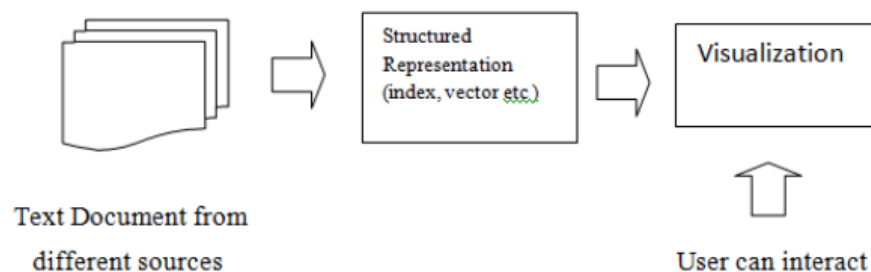 Structured
Representation
(index, vector etc.)
Visualization
Text Document from
different sources
User can interact